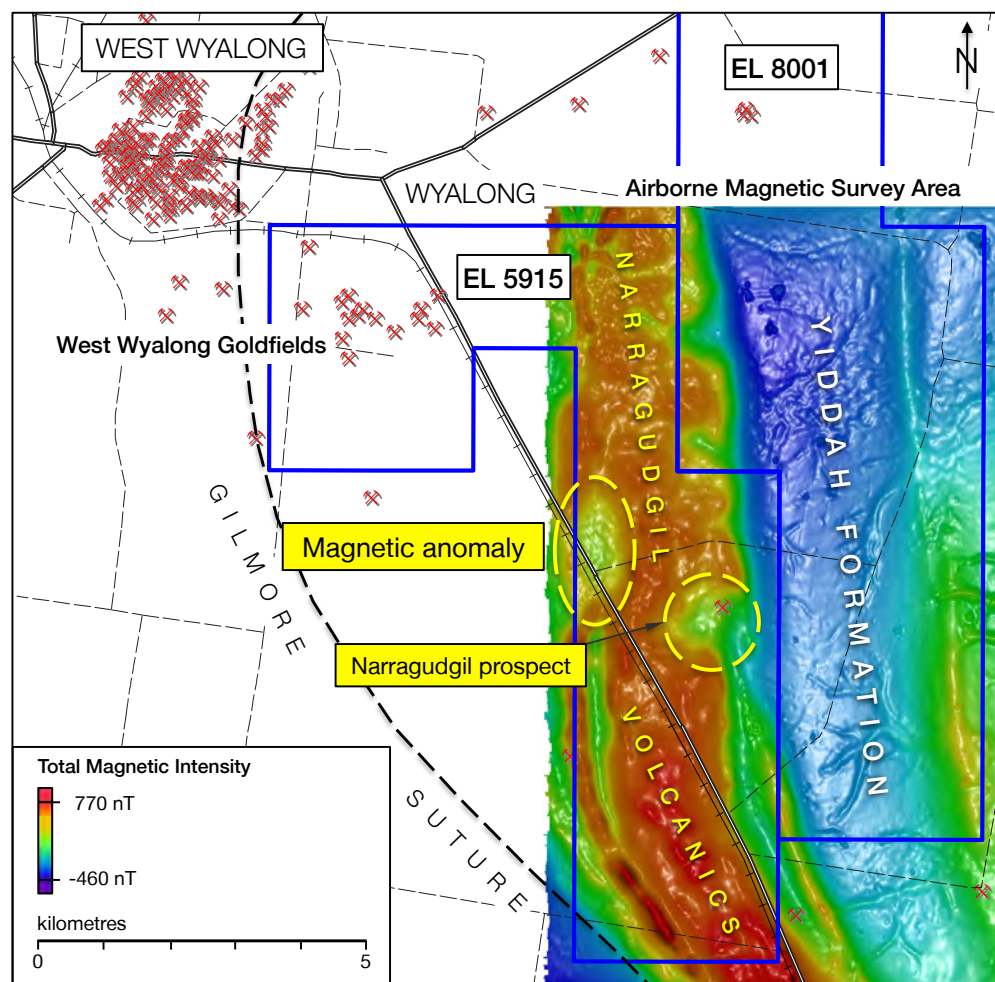 WEST WYALONG
EL 8001
N
WYALONG
Airborne Magnetic Survey Area
EL 5915
West Wyalong Goldfields
NARRAGUDGIL
YIDDAH FORMATION
GILMORE
Magnetic anomaly
Narragudgil prospect
VOLCANICS
SUTURE
Total Magnetic Intensity
770 nT
-460 nT
kilometres
0
5